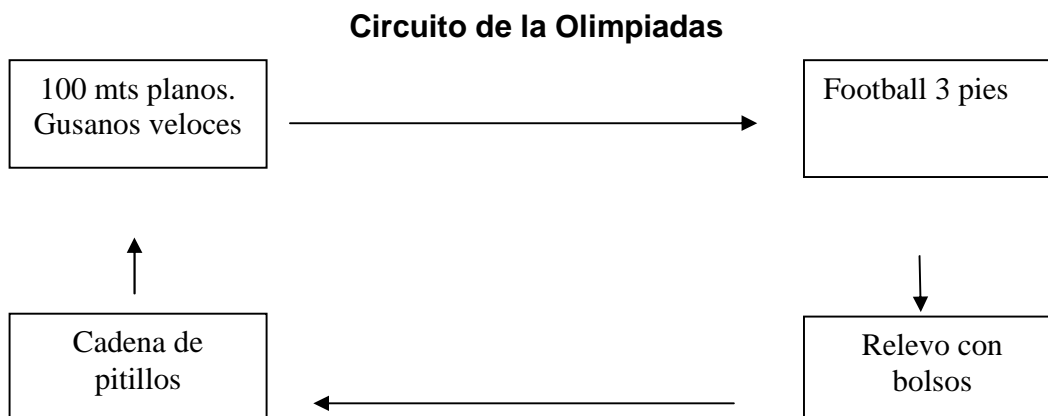 Circuito de la Olimpiadas
100 mts planos.
Gusanos veloces
Football 3 pies
Cadena de
pitillos
Relevo con
bolsos